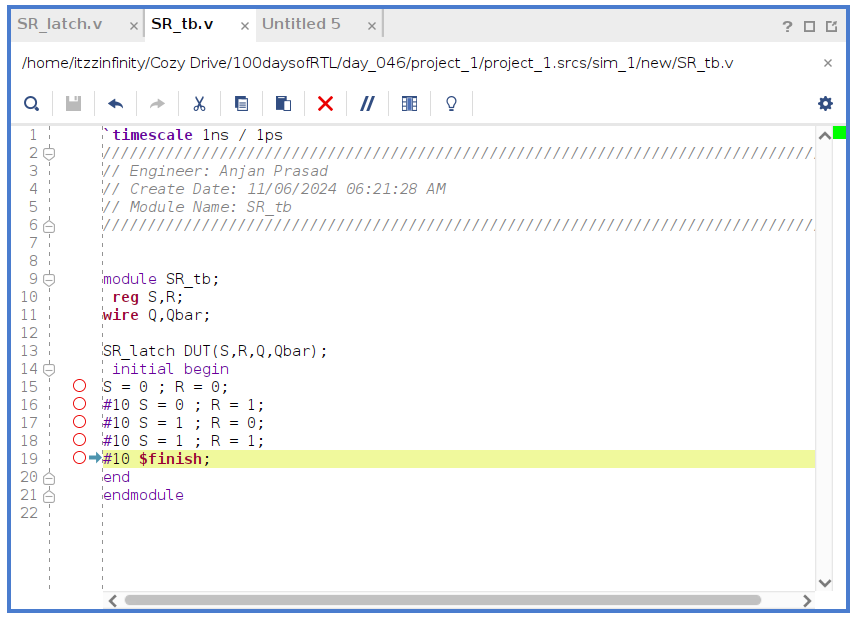 SR_latch.v × SR_tb.v × Untitled 5 × ?
/home/itzzinfinity/Cozy Drive/100daysofRTL/day_046/project_1/project_1.srcs/sim_1/new/SR_tb.v ×
1 `timescale 1ns / 1ps
2 ////////////////////////////////////////////////////////////////////////////////
3 // Engineer: Anjan Prasad
4 // Create Date: 11/06/2024 06:21:28 AM
5 // Module Name: SR_tb
6 ////////////////////////////////////////////////////////////////////////////////
7
8
9 module SR_tb;
10 reg S,R;
11 wire Q,Qbar;
12
13 SR_latch DUT(S,R,Q,Qbar);
14 initial begin
15 S = 0 ; R = 0;
16 #10 S = 0 ; R = 1;
17 #10 S = 1 ; R = 0;
18 #10 S = 1 ; R = 1;
19 #10 $finish;
20 end
21 endmodule
22